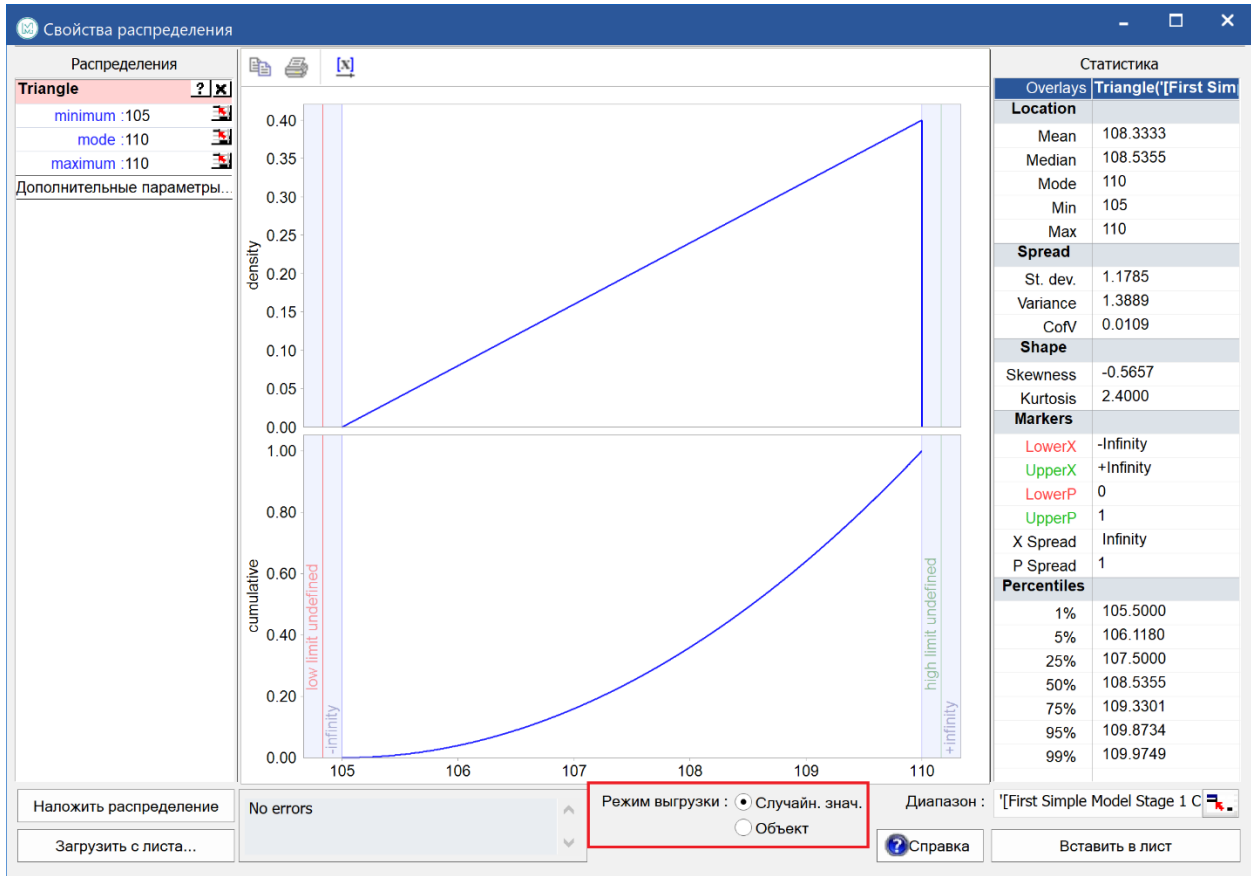 Свойства распределения
Распределения
Triangle ?
minimum :105
mode :110
maximum :110
Дополнительные параметры...
[x]
density
0.40
0.35
0.30
0.25
0.20
0.15
0.10
0.05
0.00
cumulative
1.00
0.80
0.60
0.40
0.20
0.00
low limit undefined
-infinity
high limit undefined
+infinity
105 106 107 108 109 110
Статистика
Overlays Triangle('[First Sim
Location
Mean 108.3333
Median 108.5355
Mode 110
Min 105
Max 110
Spread
St. dev. 1.1785
Variance 1.3889
CofV 0.0109
Shape
Skewness -0.5657
Kurtosis 2.4000
Markers
LowerX -Infinity
UpperX +Infinity
LowerP 0
UpperP 1
X Spread Infinity
P Spread 1
Percentiles
1% 105.5000
5% 106.1180
25% 107.5000
50% 108.5355
75% 109.3301
95% 109.8734
99% 109.9749
Наложить распределение
Загрузить с листа...
No errors
Режим выгрузки : Случайн. знач.
Объект
Диапазон : '[First Simple Model Stage 1 C
?Справка
Вставить в лист